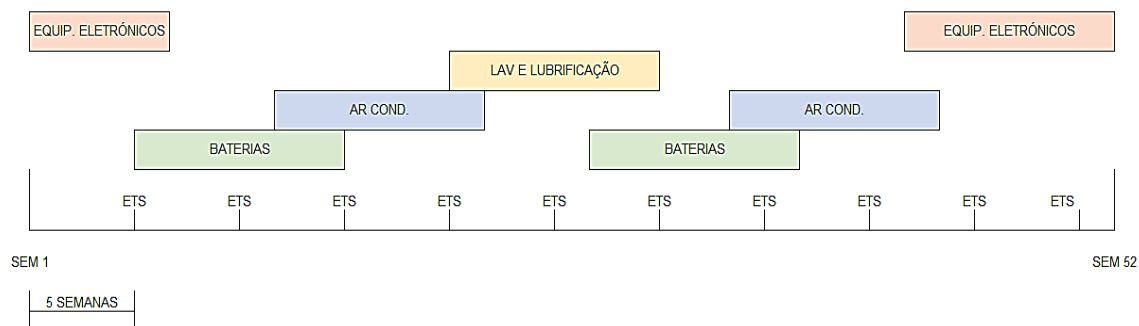 EQUIP. ELETRÓNICOS
EQUIP. ELETRÓNICOS
LAV E LUBRIFICAÇÃO
AR COND.
AR COND.
BATERIAS
BATERIAS
ETS ETS ETS ETS ETS ETS ETS ETS ETS ETS
SEM 1
SEM 52
5 SEMANAS